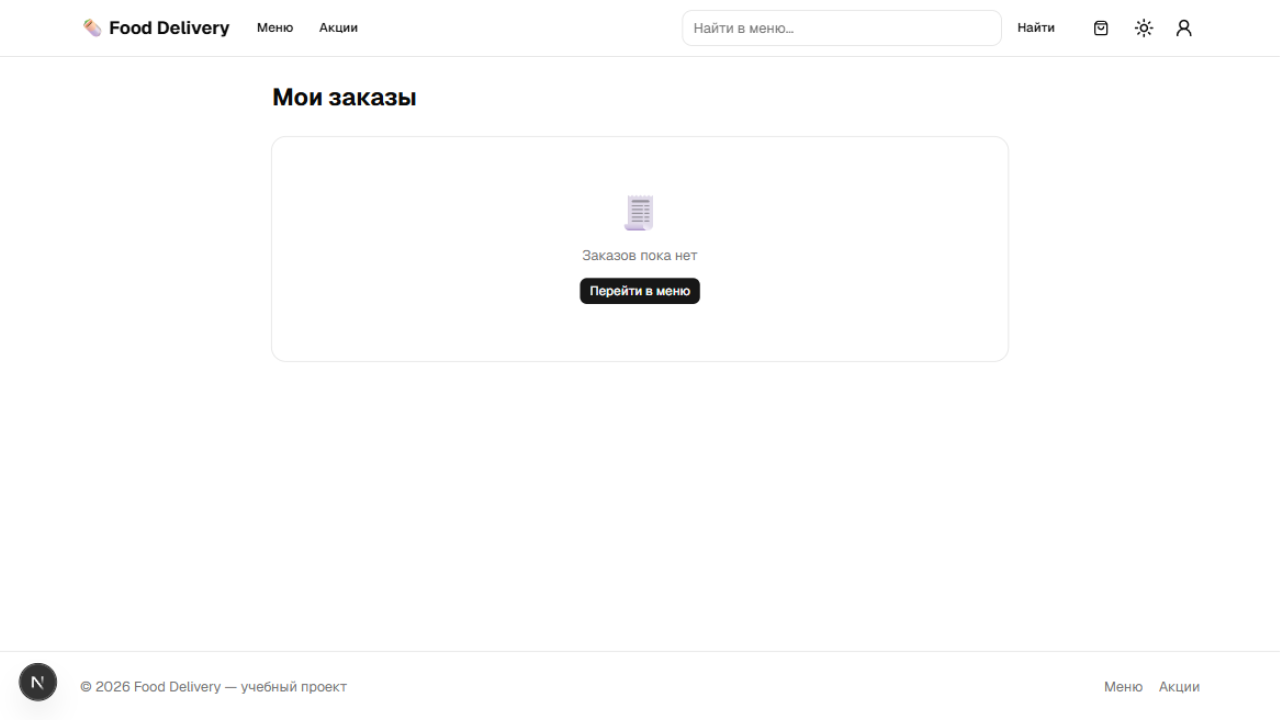 Food Delivery
Меню
Акции
Найти в меню...
Найти
Мои заказы
Заказов пока нет
Перейти в меню
N
© 2026 Food Delivery — учебный проект
Меню
Акции